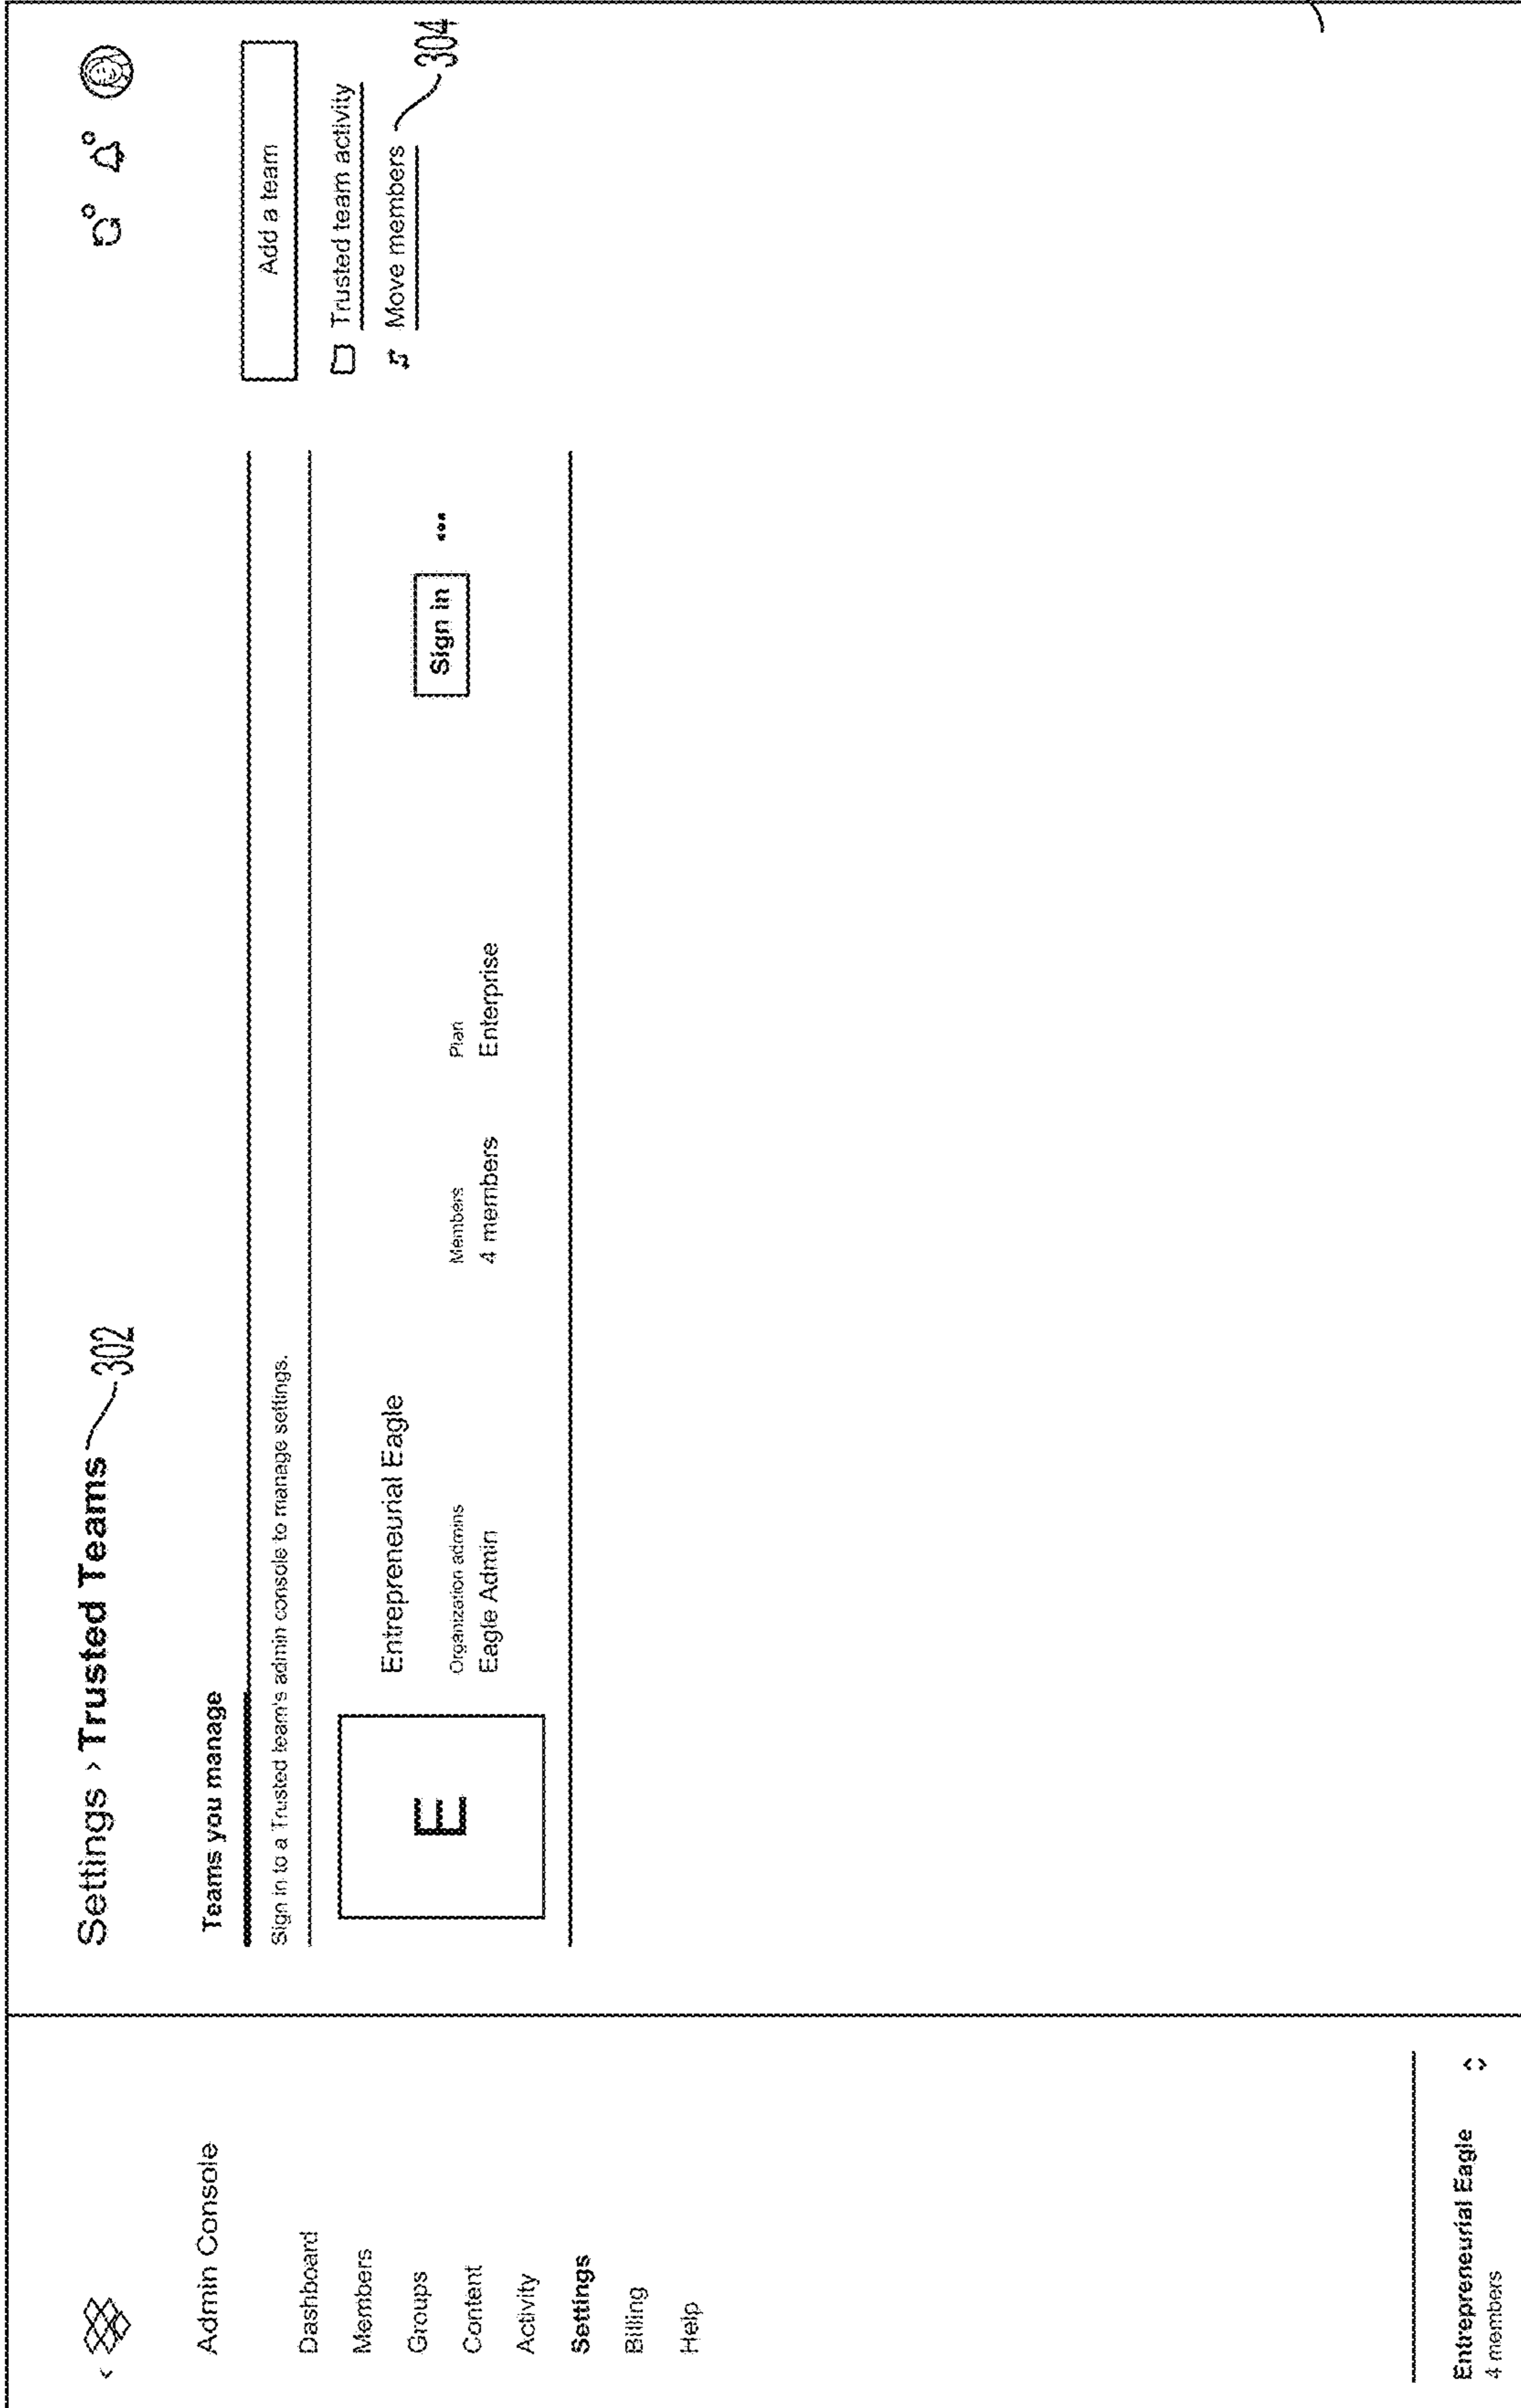 Admin Console
Dashboard
Members
Groups
Content
Activity
Settings
Billing
Help
Entrepreneurial Eagle
4 members
Settings › Trusted Teams 302
Teams you manage
Sign in to a Trusted team's admin console to manage settings.
E
Entrepreneurial Eagle
Organization admins
Eagle Admin
Members
4 members
Plan
Enterprise
Sign in
Add a team
Trusted team activity
Move members 304